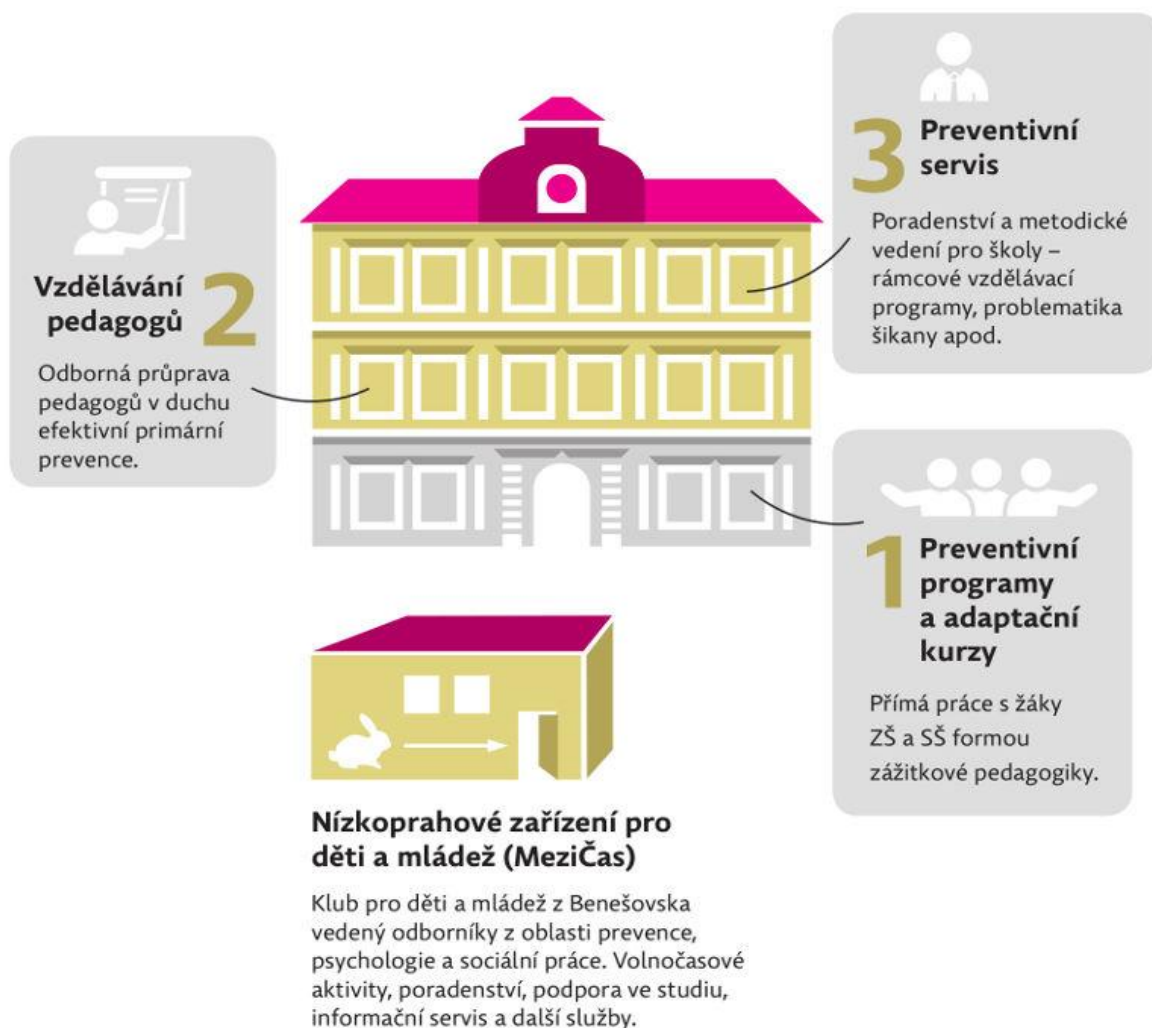 3
Preventivní
servis
Poradenství a metodické
vedení pro školy –
rámcové vzdělávací
programy, problematika
šikany apod.
Vzdělávání
pedagogů
2
Odborná průprava
pedagogů v duchu
efektivní primární
prevence.
1
Preventivní
programy
a adaptační
kurzy
Přímá práce s žáky
ZŠ a SŠ formou
zážitkové pedagogiky.
Nízkoprahové zařízení pro
děti a mládež (MeziČas)
Klub pro děti a mládež z Benešovska
vedený odborníky z oblasti prevence,
psychologie a sociální práce. Volnočasové
aktivity, poradenství, podpora ve studiu,
informační servis a další služby.